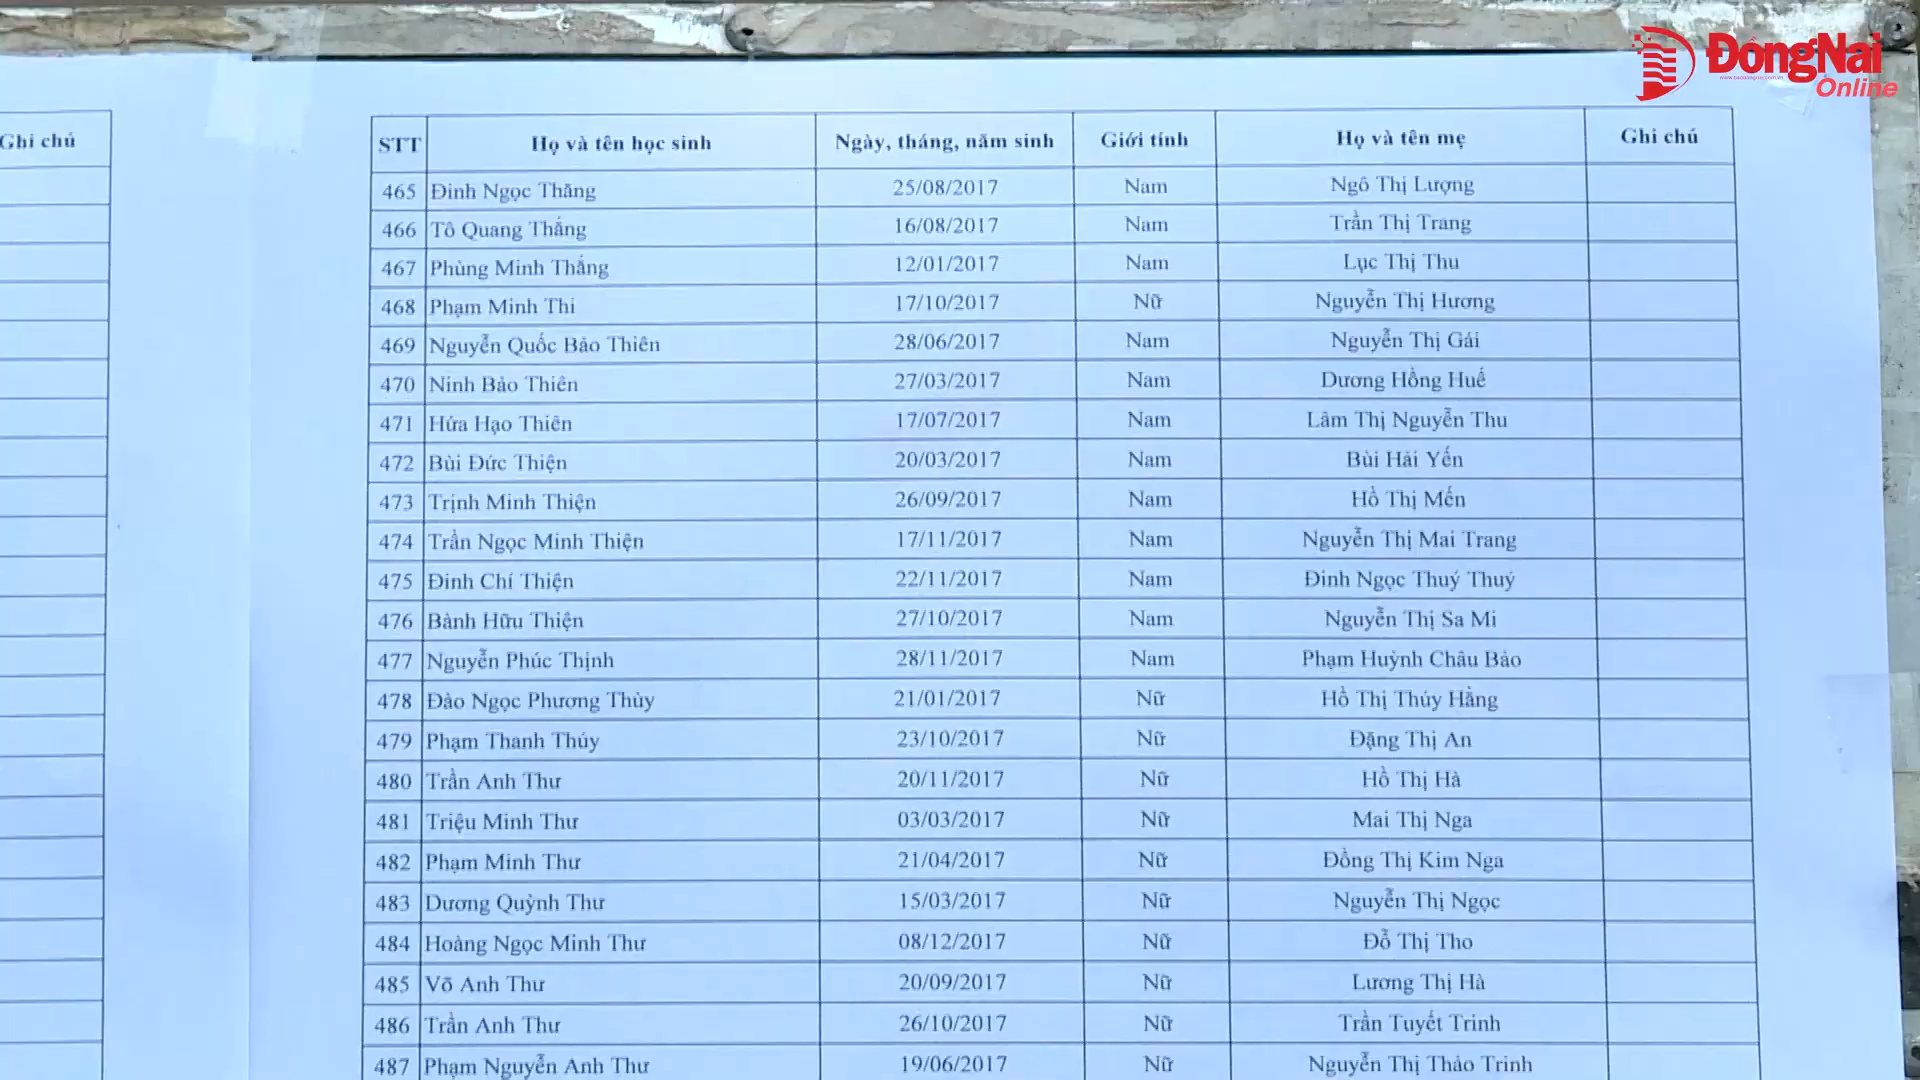 ĐồngNai
Online
Ghi chú
STT Họ và tên học sinh Ngày, tháng, năm sinh Giới tính Họ và tên mẹ Ghi chú
465 Đinh Ngọc Thăng 25/08/2017 Nam Ngô Thị Lượng
466 Tô Quang Thắng 16/08/2017 Nam Trần Thị Trang
467 Phùng Minh Thắng 12/01/2017 Nam Lục Thị Thu
468 Phạm Minh Thi 17/10/2017 Nữ Nguyễn Thị Hương
469 Nguyễn Quốc Bảo Thiên 28/06/2017 Nam Nguyễn Thị Gái
470 Ninh Bảo Thiên 27/03/2017 Nam Dương Hồng Huế
471 Hứa Hạo Thiên 17/07/2017 Nam Lâm Thị Nguyễn Thu
472 Bùi Đức Thiện 20/03/2017 Nam Bùi Hải Yến
473 Trịnh Minh Thiện 26/09/2017 Nam Hồ Thị Mến
474 Trần Ngọc Minh Thiện 17/11/2017 Nam Nguyễn Thị Mai Trang
475 Đinh Chí Thiện 22/11/2017 Nam Đinh Ngọc Thuý Thuý
476 Bành Hữu Thiện 27/10/2017 Nam Nguyễn Thị Sa Mi
477 Nguyễn Phúc Thịnh 28/11/2017 Nam Phạm Huỳnh Châu Bảo
478 Đào Ngọc Phương Thùy 21/01/2017 Nữ Hồ Thị Thúy Hằng
479 Phạm Thanh Thúy 23/10/2017 Nữ Đặng Thị An
480 Trần Anh Thư 20/11/2017 Nữ Hồ Thị Hà
481 Triệu Minh Thư 03/03/2017 Nữ Mai Thị Nga
482 Phạm Minh Thư 21/04/2017 Nữ Đồng Thị Kim Nga
483 Dương Quỳnh Thư 15/03/2017 Nữ Nguyễn Thị Ngọc
484 Hoàng Ngọc Minh Thư 08/12/2017 Nữ Đỗ Thị Tho
485 Võ Anh Thư 20/09/2017 Nữ Lương Thị Hà
486 Trần Anh Thư 26/10/2017 Nữ Trần Tuyết Trinh
487 Phạm Nguyễn Anh Thư 19/06/2017 Nữ Nguyễn Thị Thảo Trinh